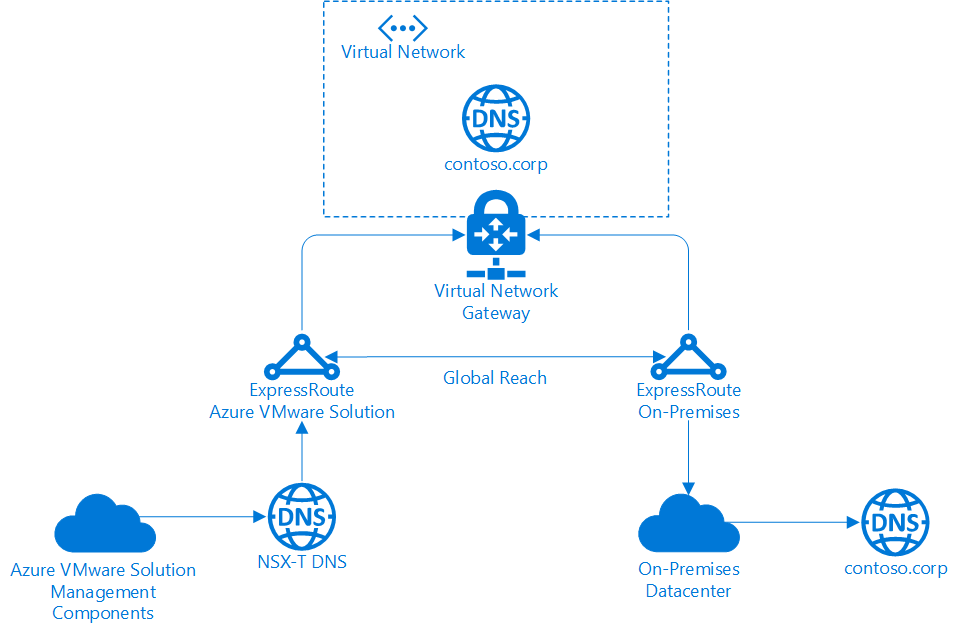 Virtual Network
DNS
contoso.corp
Virtual Network
Gateway
Global Reach
ExpressRoute
Azure VMware Solution
ExpressRoute
On-Premises
DNS
NSX-T DNS
Azure VMware Solution
Management
Components
On-Premises
Datacenter
DNS
contoso.corp